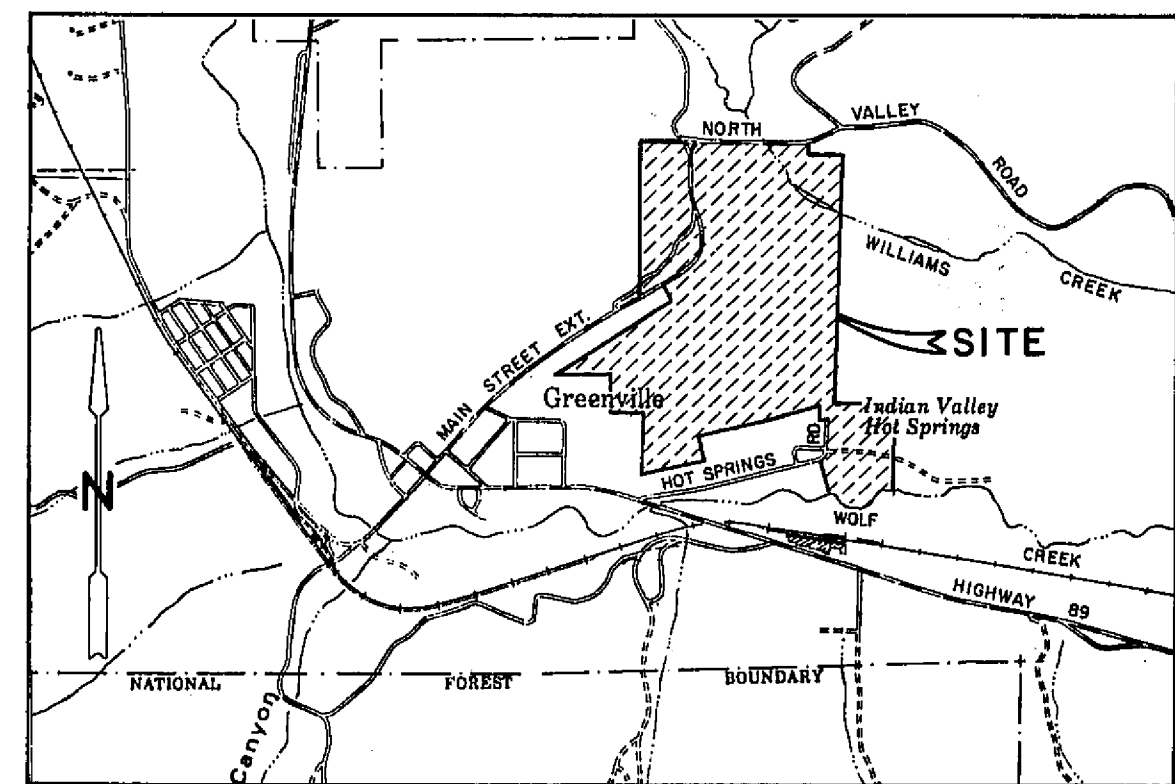 NORTH VALLEY ROAD
WILLIAMS CREEK
SITE
MAIN STREET EXT.
Greenville
Indian Valley
Hot Springs
HOT SPRINGS RD.
N
WOLF CREEK
HIGHWAY 89
NATIONAL FOREST BOUNDARY
Canyon